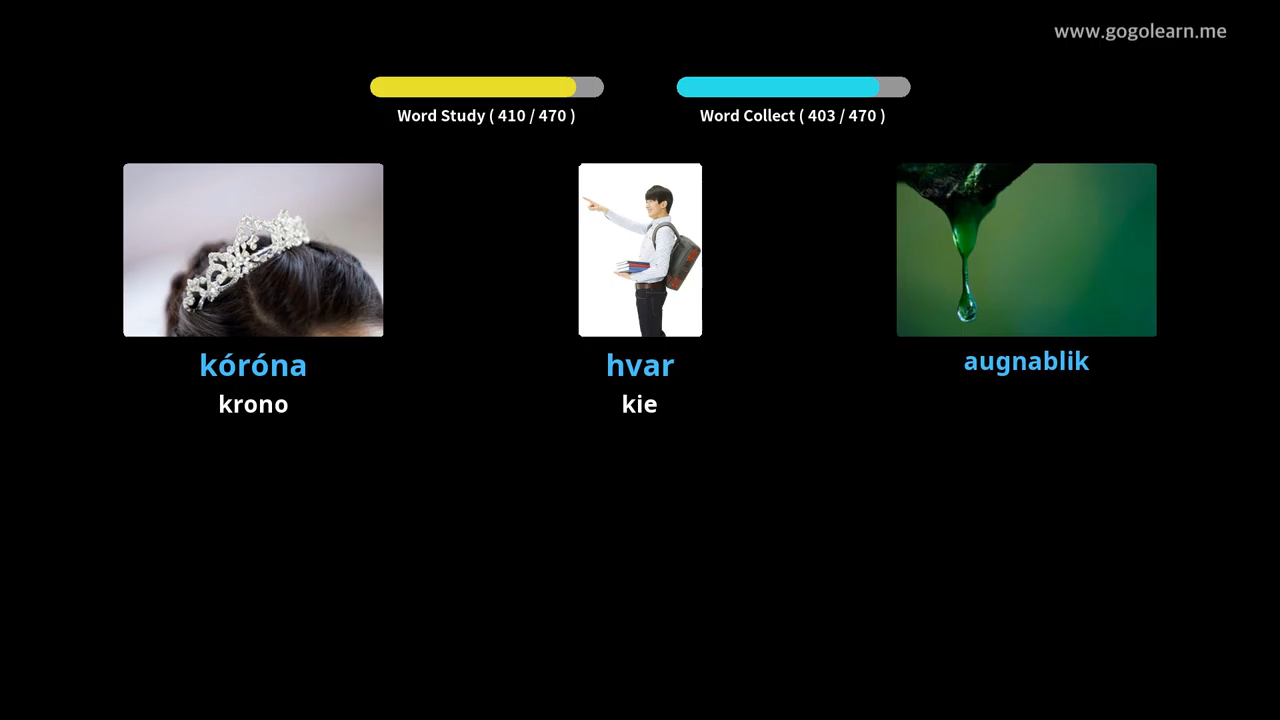 www.gogolearn.me
Word Study ( 410 / 470 )
Word Collect ( 403 / 470 )
kóróna
krono
hvar
kie
augnablik